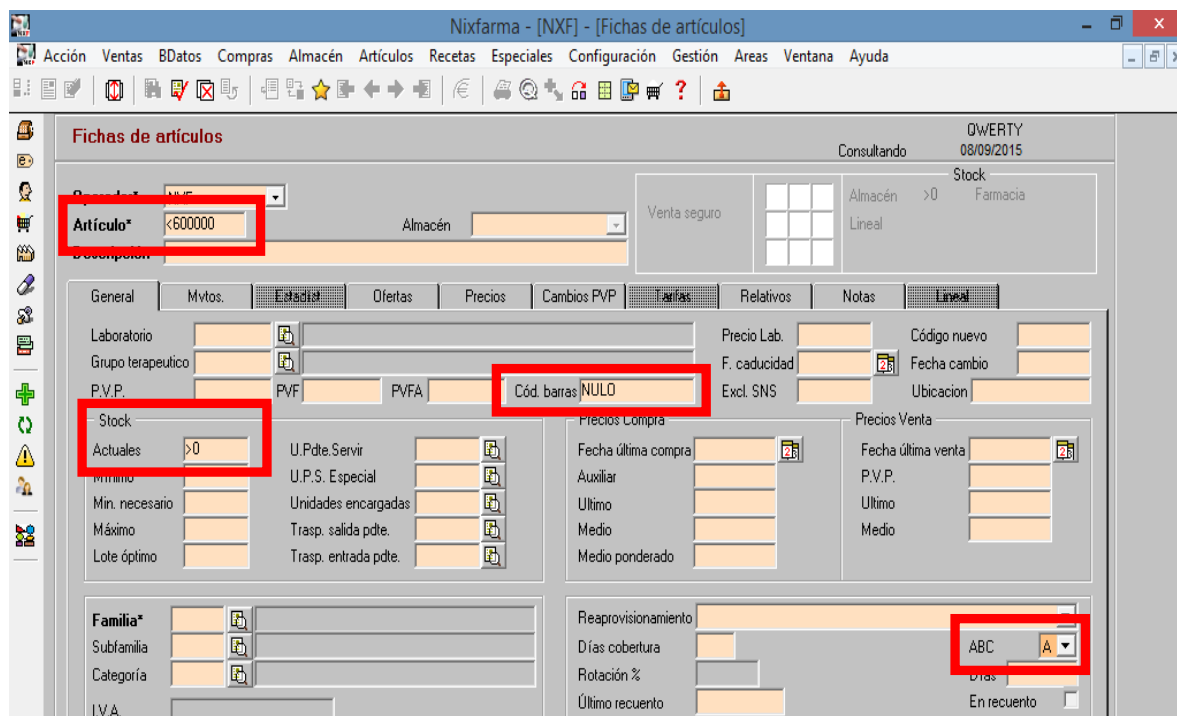 Nixfarma - [NXF] - [Fichas de artículos]
Acción Ventas BDatos Compras Almacén Artículos Recetas Especiales Configuración Gestión Areas Ventana Ayuda
Fichas de artículos
QWERTY
Consultando 08/09/2015
Stock
Almacén >0 Farmacia
Lineal
Venta seguro
Artículo* <600000 Almacén
General Mvtos. Estadíst Ofertas Precios Cambios PVP Tarifas Relativos Notas Lineal
Laboratorio Precio Lab. Código nuevo
Grupo terapeutico F. caducidad Fecha cambio
P.V.P. PVF PVFA Cód. barras NULO Excl. SNS Ubicacion
Stock Precios Compra Precios Venta
Actuales >0 U.Pdte.Servir Fecha última compra Fecha última venta
Mínimo U.P.S. Especial Auxiliar P.V.P.
Min. necesario Unidades encargadas Ultimo Ultimo
Máximo Trasp. salida pdte. Medio Medio
Lote óptimo Trasp. entrada pdte. Medio ponderado
Familia* Reaprovisionamiento
Subfamilia Días cobertura ABC A
Categoría Rotación % Días
I.V.A. Último recuento En recuento